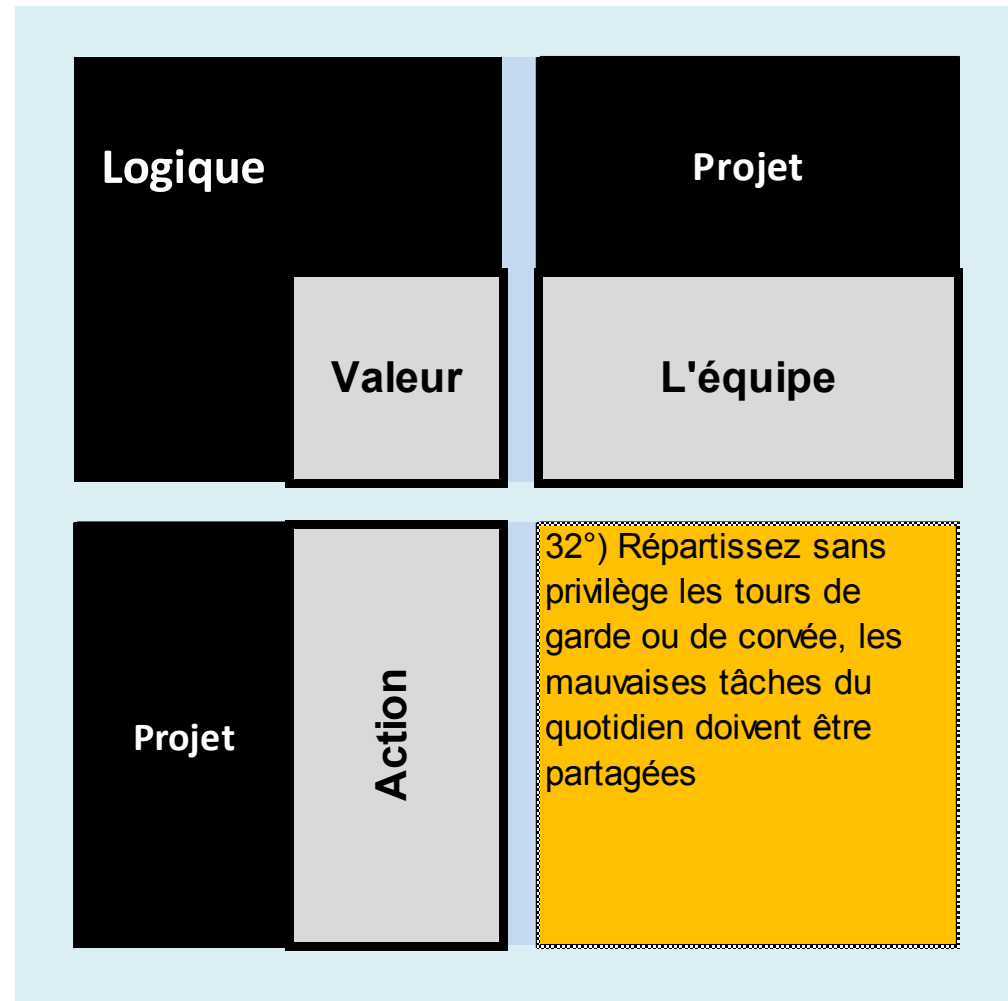 Logique
Projet
Valeur
L'équipe
Projet
Action
32°) Répartissez sans
privilège les tours de
garde ou de corvée, les
mauvaises tâches du
quotidien doivent être
partagées